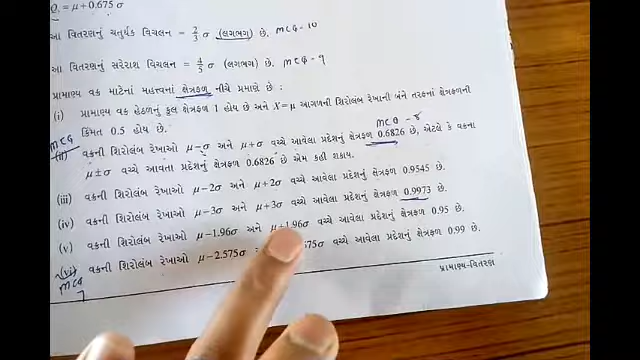 Q₃ = μ + 0.675 σ
આ વિતરણનું ચતુર્થક વિચલન = 2/3 σ (લગભગ) છે. MCQ - 10
આ વિતરણનું સરેરાશ વિચલન = 4/5 σ (લગભગ) છે. MCQ - 9
પ્રામાણ્ય વક્ર માટેનાં મહત્ત્વનાં ક્ષેત્રફળ નીચે પ્રમાણે છે :
(i) પ્રામાણ્ય વક્ર હેઠળનું કુલ ક્ષેત્રફળ 1 હોય છે અને X = μ આગળની શિરોલંબ રેખાની બંને તરફનાં ક્ષેત્રફળની
કિંમત 0.5 હોય છે.
MCQ - 8
MCQ
(ii) વક્રની શિરોલંબ રેખાઓ μ – σ અને μ + σ વચ્ચે આવેલા પ્રદેશનું ક્ષેત્રફળ 0.6826 છે, એટલે કે વક્રના
μ ± σ વચ્ચે આવતા પ્રદેશનું ક્ષેત્રફળ 0.6826 છે એમ કહી શકાય.
(iii) વક્રની શિરોલંબ રેખાઓ μ – 2σ અને μ + 2σ વચ્ચે આવેલા પ્રદેશનું ક્ષેત્રફળ 0.9545 છે.
(iv) વક્રની શિરોલંબ રેખાઓ μ – 3σ અને μ + 3σ વચ્ચે આવેલા પ્રદેશનું ક્ષેત્રફળ 0.9973 છે.
(v) વક્રની શિરોલંબ રેખાઓ μ – 1.96σ અને μ + 1.96σ વચ્ચે આવેલા પ્રદેશનું ક્ષેત્રફળ 0.95 છે.
(vi) વક્રની શિરોલંબ રેખાઓ μ – 2.575σ 575σ વચ્ચે આવેલા પ્રદેશનું ક્ષેત્રફળ 0.99 છે.
MCQ
7
પ્રામાણ્ય-વિતરણ